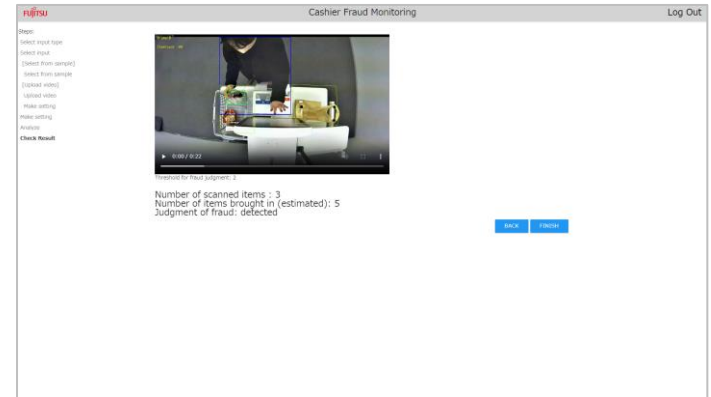 FUJITSU
Cashier Fraud Monitoring
Log Out
Steps:
Select input type
Select input
[Select from sample]
Select from sample
[Upload video]
Upload video
Make setting
Make setting
Analyze
Check Result
0:00 / 0:22
Threshold for fraud judgment: 2
Number of scanned items : 3
Number of items brought in (estimated): 5
Judgment of fraud: detected
BACK
FINISH